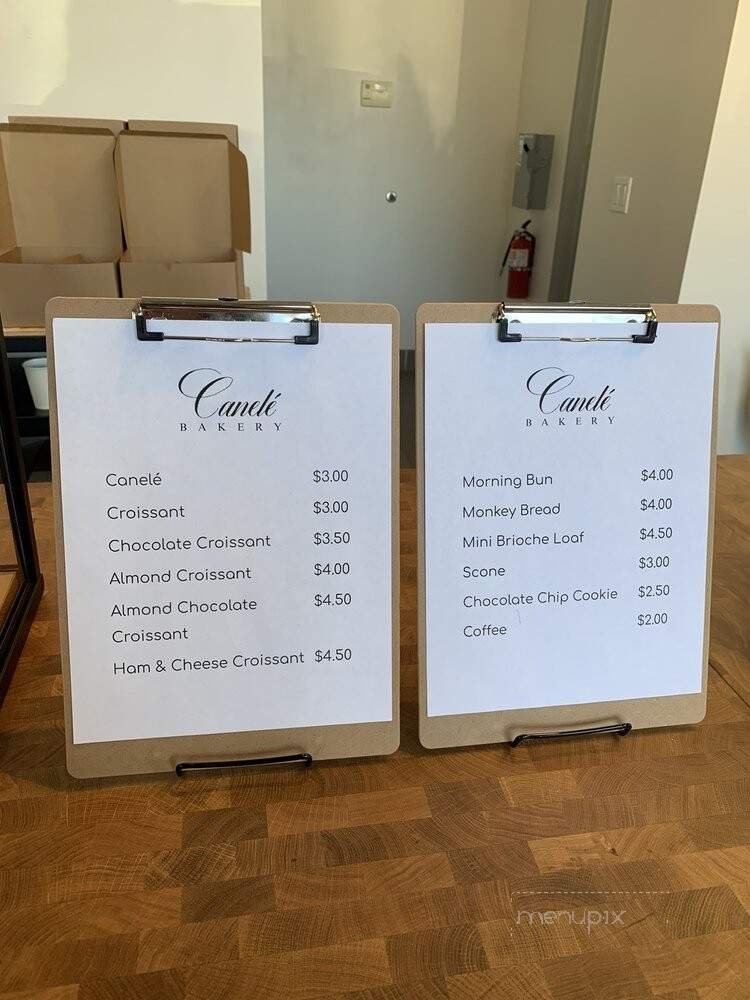 Canelé
BAKERY
Canelé $3.00
Croissant $3.00
Chocolate Croissant $3.50
Almond Croissant $4.00
Almond Chocolate $4.50
Croissant
Ham & Cheese Croissant $4.50
Canelé
BAKERY
Morning Bun $4.00
Monkey Bread $4.00
Mini Brioche Loaf $4.50
Scone $3.00
Chocolate Chip Cookie $2.50
Coffee $2.00
menupix